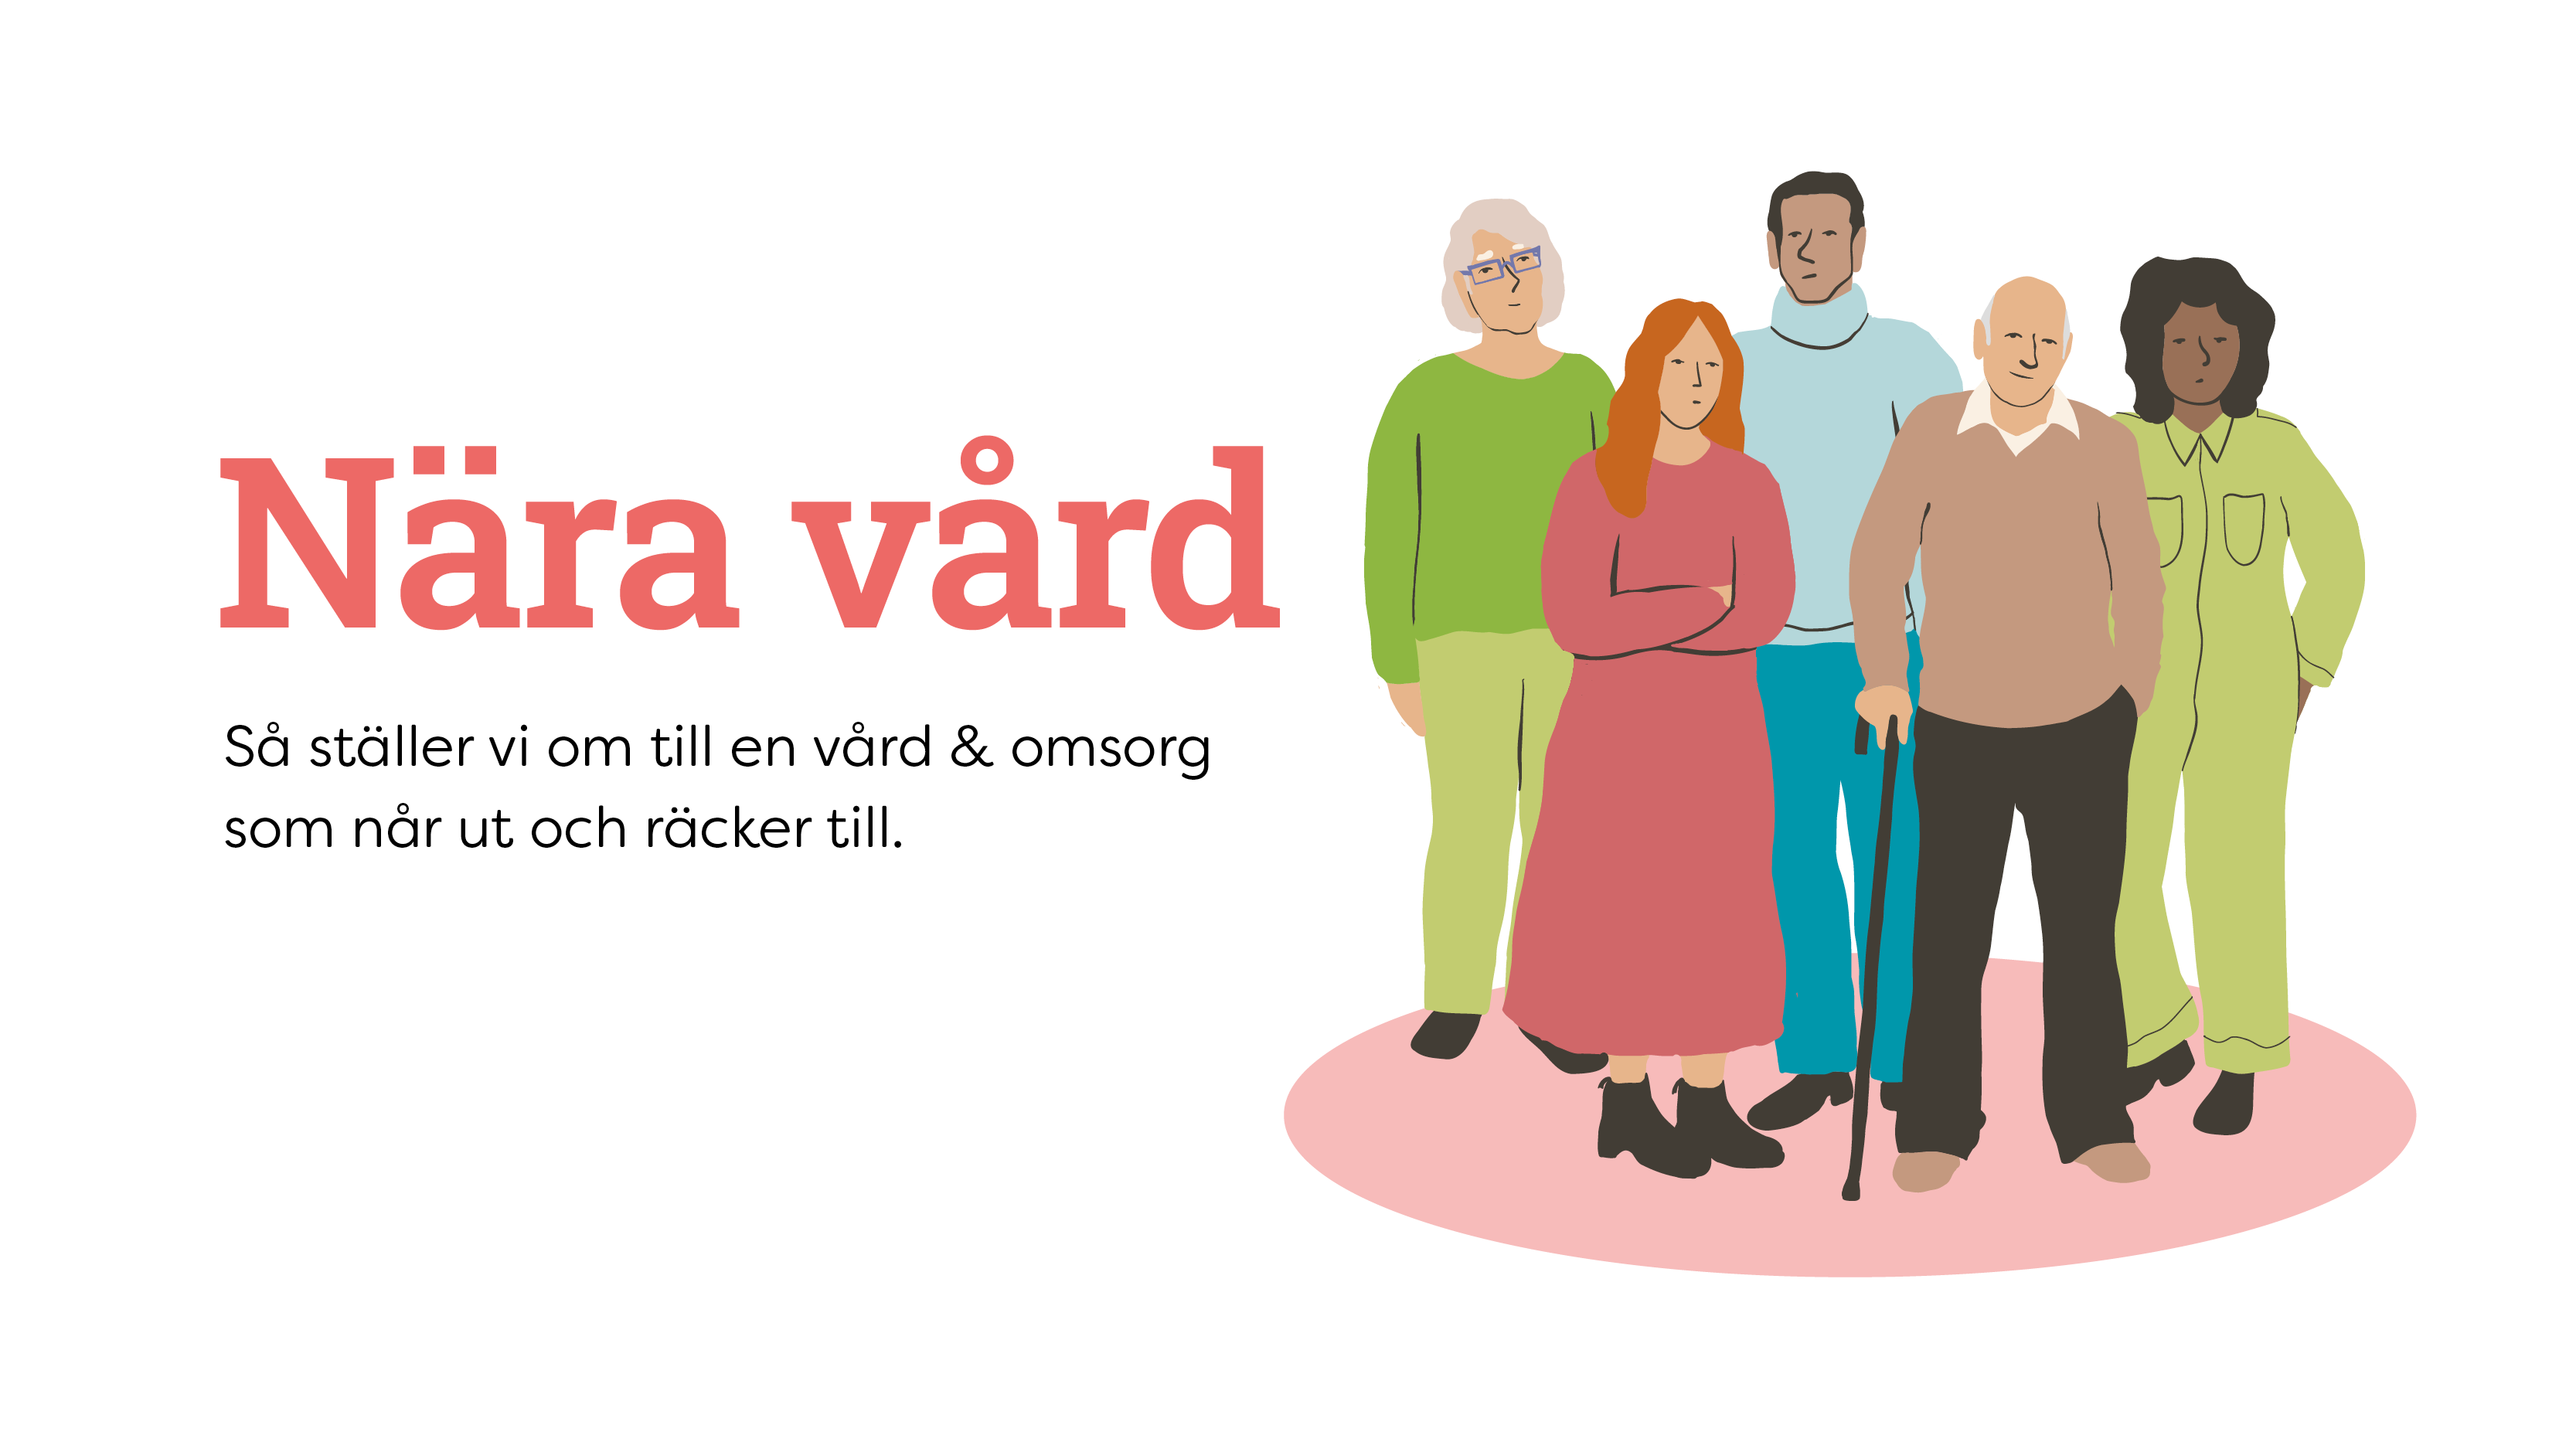 Nära vård
Så ställer vi om till en vård & omsorg
som når ut och räcker till.